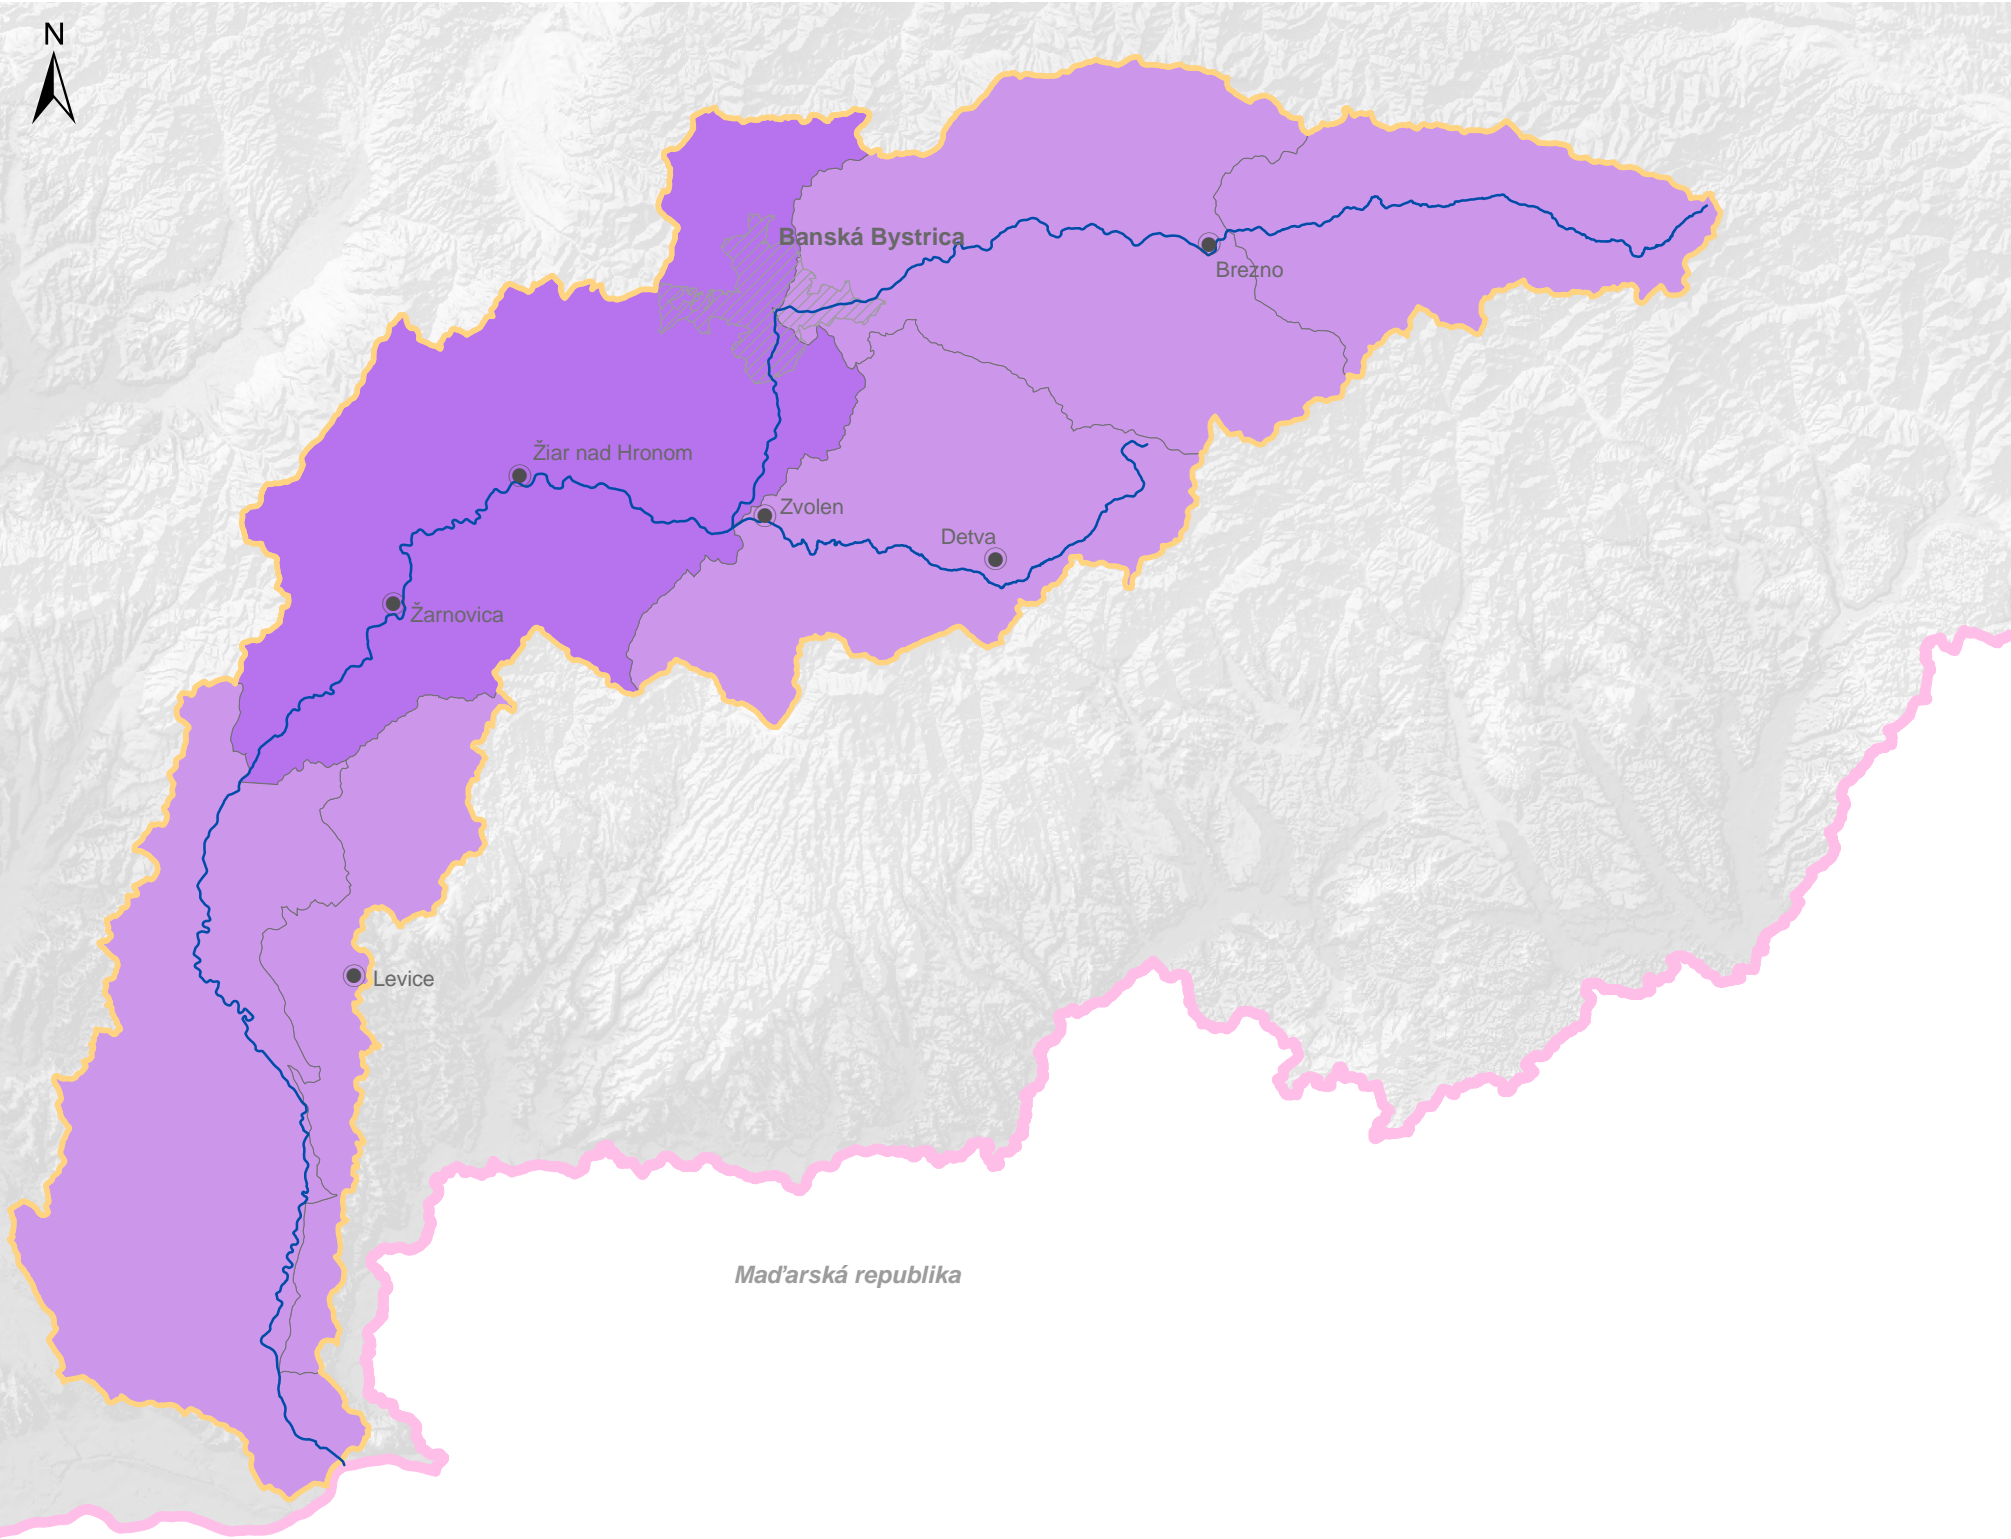 N
Banská Bystrica
Brezno
Žiar nad Hronom
Zvolen
Detva
Žarnovica
Levice
Maďarská republika